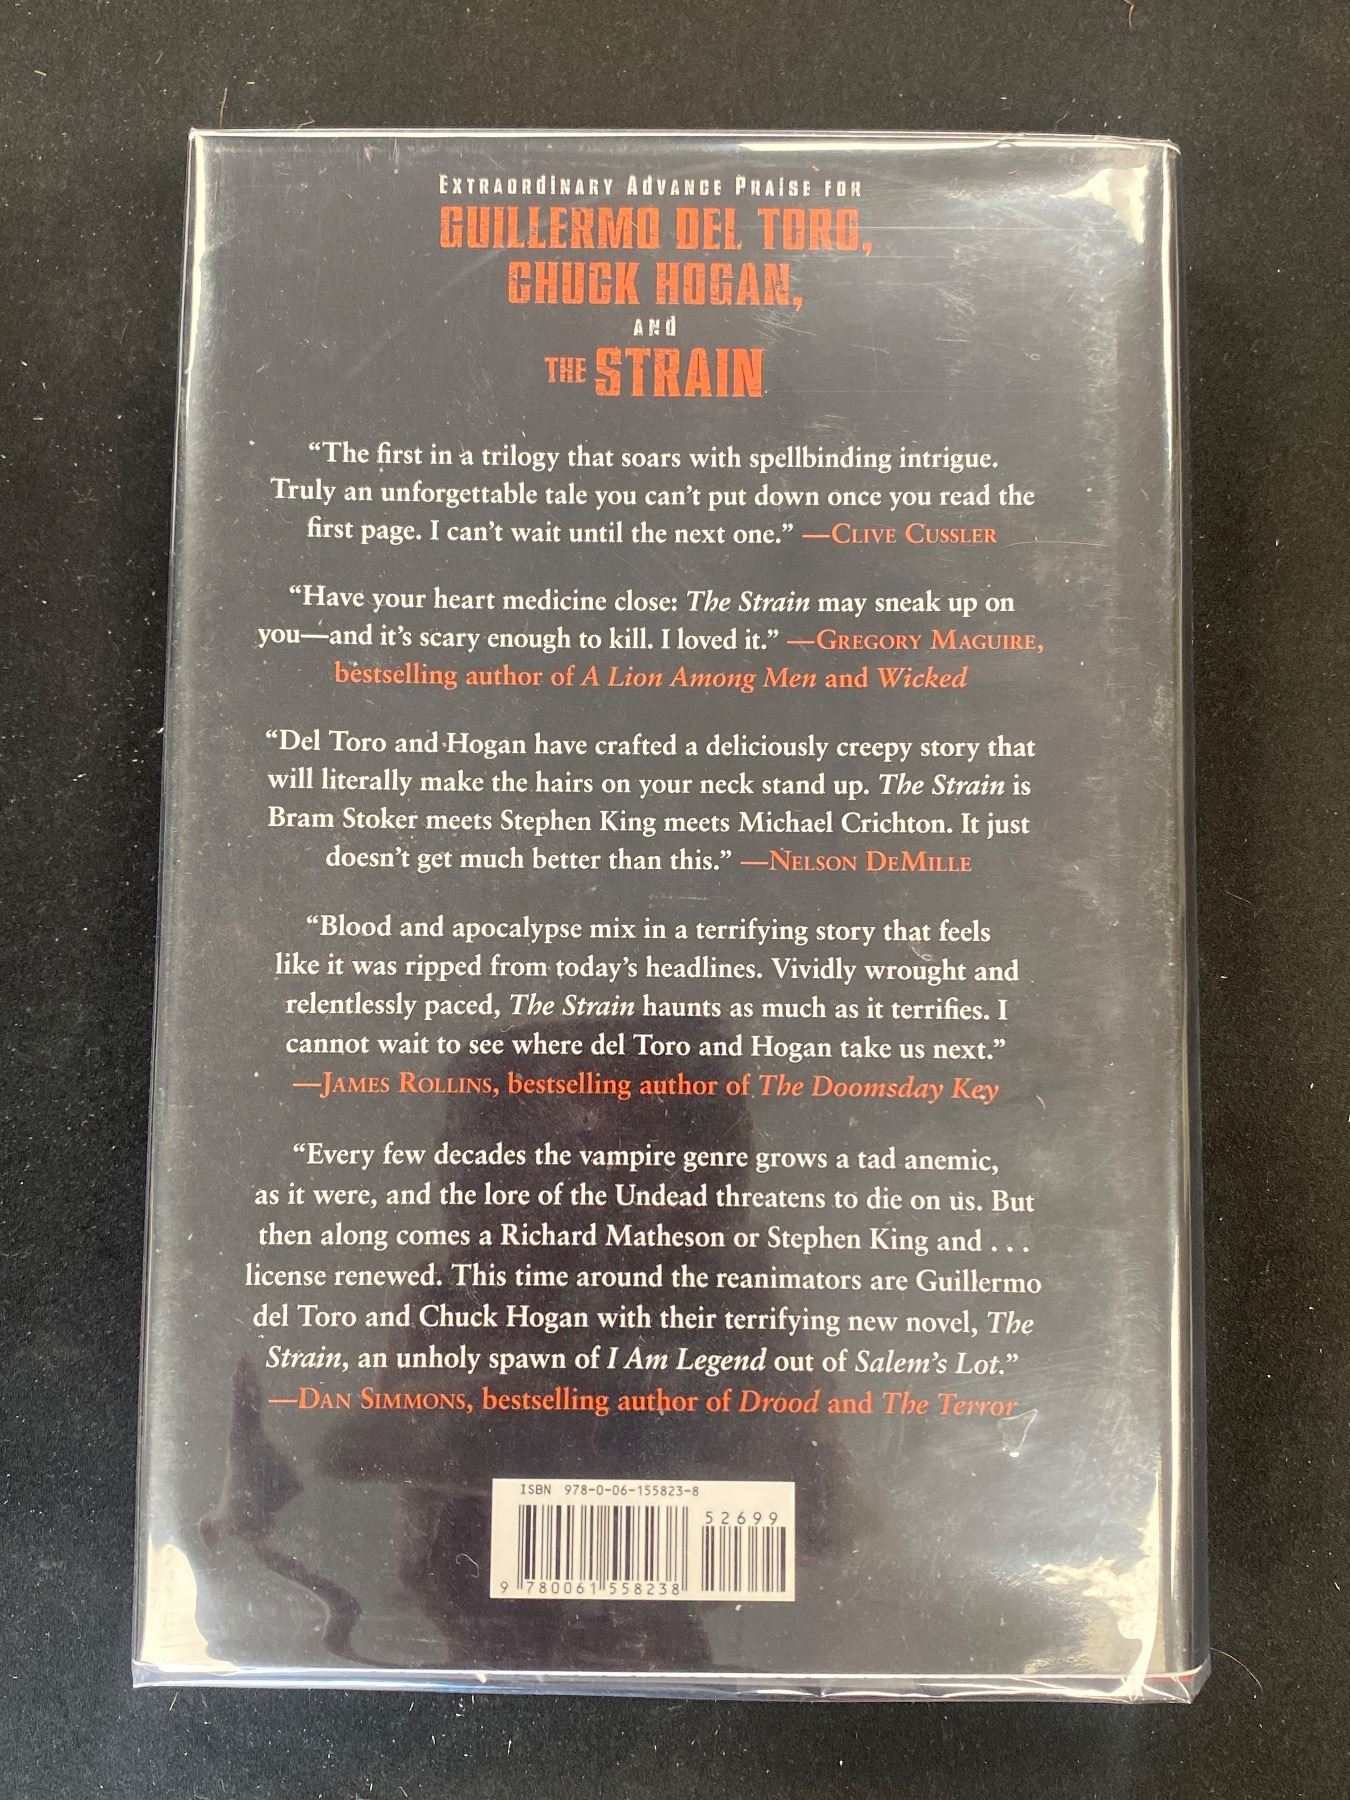 Extraordinary Advance Praise for
GUILLERMO DEL TORO,
CHUCK HOGAN,
and
THE STRAIN
“The first in a trilogy that soars with spellbinding intrigue.
Truly an unforgettable tale you can’t put down once you read the
first page. I can’t wait until the next one.” —Clive Cussler
“Have your heart medicine close: The Strain may sneak up on
you—and it’s scary enough to kill. I loved it.” —Gregory Maguire,
bestselling author of A Lion Among Men and Wicked
“Del Toro and Hogan have crafted a deliciously creepy story that
will literally make the hairs on your neck stand up. The Strain is
Bram Stoker meets Stephen King meets Michael Crichton. It just
doesn’t get much better than this.” —Nelson DeMille
“Blood and apocalypse mix in a terrifying story that feels
like it was ripped from today’s headlines. Vividly wrought and
relentlessly paced, The Strain haunts as much as it terrifies. I
cannot wait to see where del Toro and Hogan take us next.”
—James Rollins, bestselling author of The Doomsday Key
“Every few decades the vampire genre grows a tad anemic,
as it were, and the lore of the Undead threatens to die on us. But
then along comes a Richard Matheson or Stephen King and . . .
license renewed. This time around the reanimators are Guillermo
del Toro and Chuck Hogan with their terrifying new novel, The
Strain, an unholy spawn of I Am Legend out of Salem’s Lot.”
—Dan Simmons, bestselling author of Drood and The Terror
ISBN 978-0-06-155823-8
52699
9 780061 558238